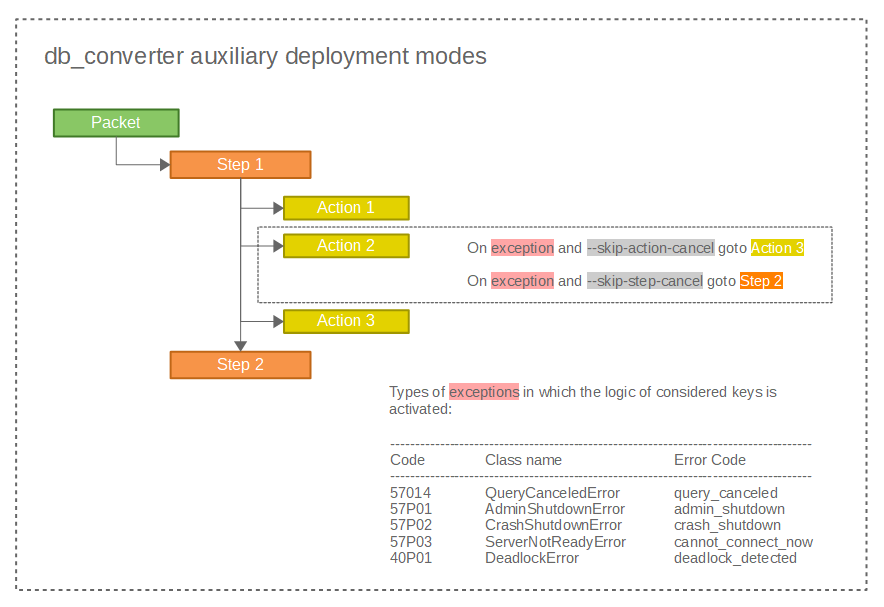 db_converter auxiliary deployment modes
Packet
Step 1
Action 1
Action 2
On exception and --skip-action-cancel goto Action 3
On exception and --skip-step-cancel goto Step 2
Action 3
Step 2
Types of exceptions in which the logic of considered keys is
activated:
--------------------------------------------------------------------------------------
Code Class name Error Code
--------------------------------------------------------------------------------------
57014 QueryCanceledError query_canceled
57P01 AdminShutdownError admin_shutdown
57P02 CrashShutdownError crash_shutdown
57P03 ServerNotReadyError cannot_connect_now
40P01 DeadlockError deadlock_detected